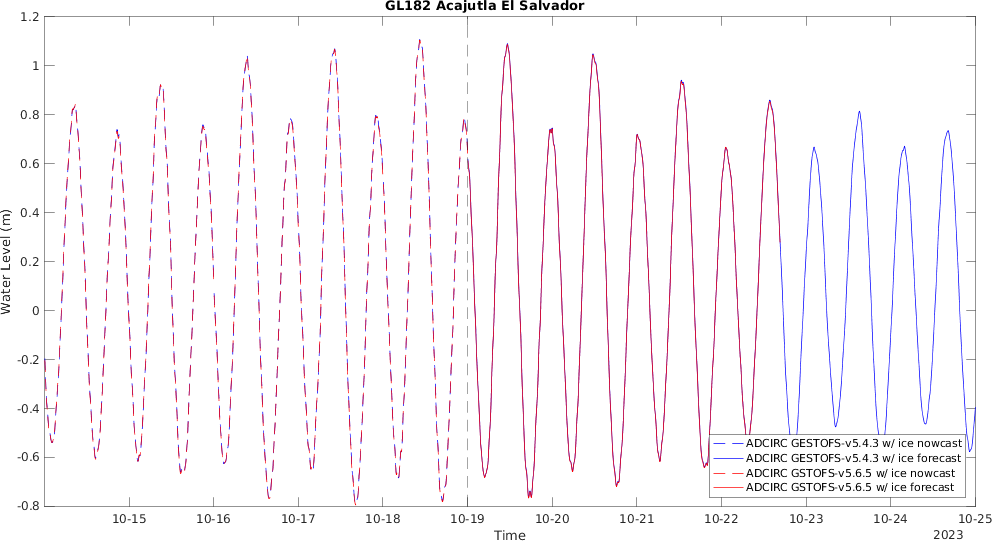 GL182 Acajutla El Salvador
1.2
1
0.8
0.6
0.4
0.2
0
-0.2
-0.4
-0.6
-0.8
Water Level (m)
ADCIRC GESTOFS-v5.4.3 w/ ice nowcast
ADCIRC GESTOFS-v5.4.3 w/ ice forecast
ADCIRC GSTOFS-v5.6.5 w/ ice nowcast
ADCIRC GSTOFS-v5.6.5 w/ ice forecast
10-15 10-16 10-17 10-18 10-19 10-20 10-21 10-22 10-23 10-24 10-25
Time
2023